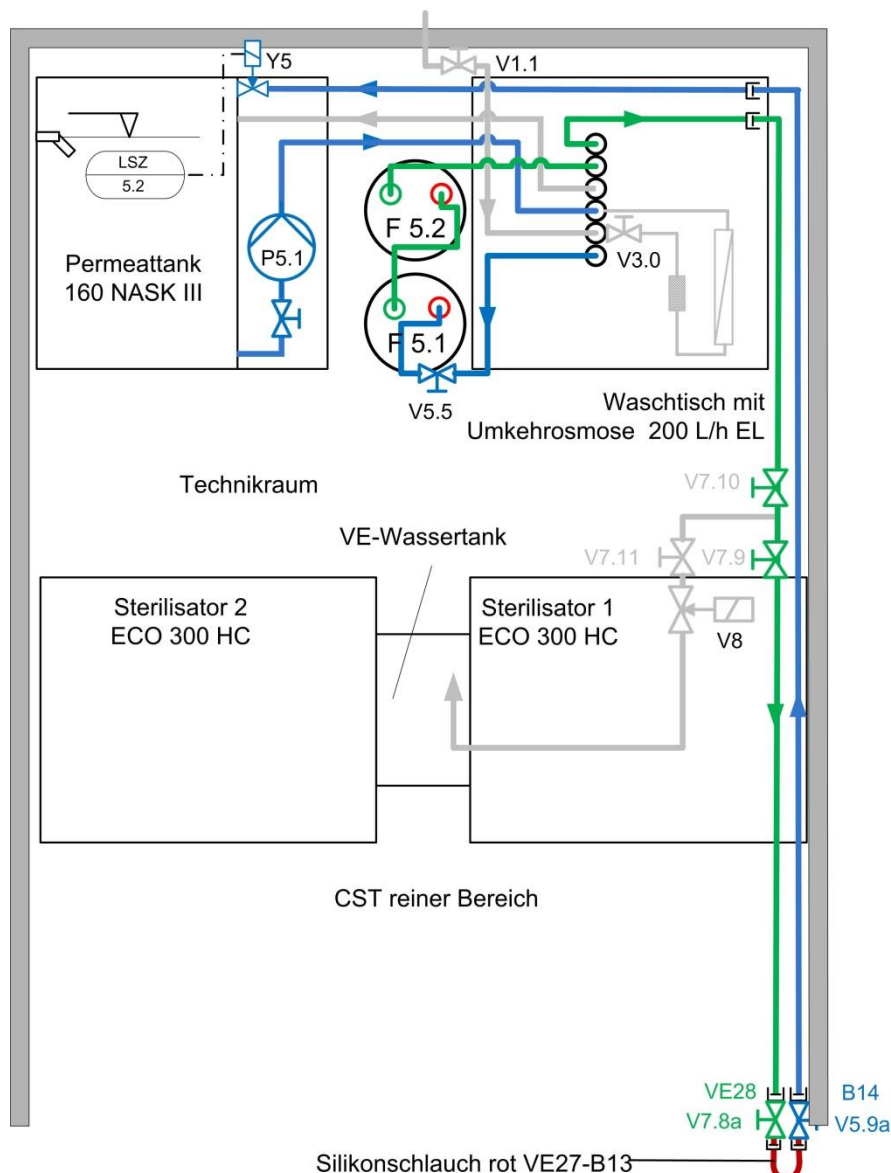 Y5
V1.1
LSZ
5.2
F 5.2
P5.1
V3.0
Permeattank
160 NASK III
F 5.1
V5.5
Waschtisch mit
Umkehrosmose 200 L/h EL
Technikraum
V7.10
VE-Wassertank
V7.11
V7.9
Sterilisator 2
ECO 300 HC
Sterilisator 1
ECO 300 HC
V8
CST reiner Bereich
VE28
B14
V7.8a
V5.9a
Silikonschlauch rot VE27-B13